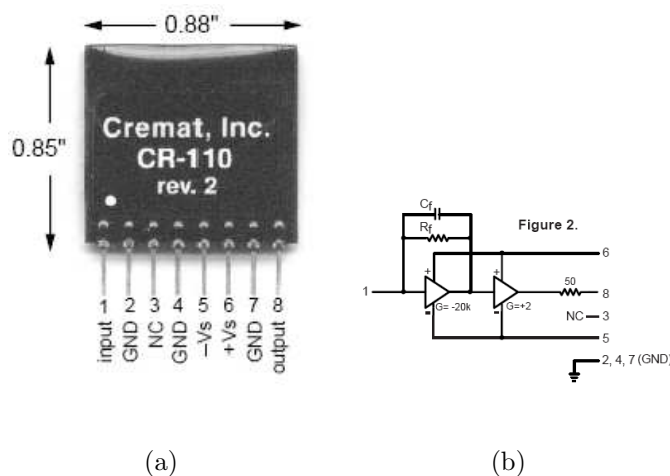 0.88"
0.85"
Cremat, Inc.
CR-110
rev. 2
1 2 3 4 5 6 7 8
input GND NC GND –Vs +Vs GND output
(a)
Figure 2.
Cf
Rf
1
+
-
G= -20k
+
-
G=+2
50
6
8
NC 3
5
2, 4, 7 (GND)
(b)